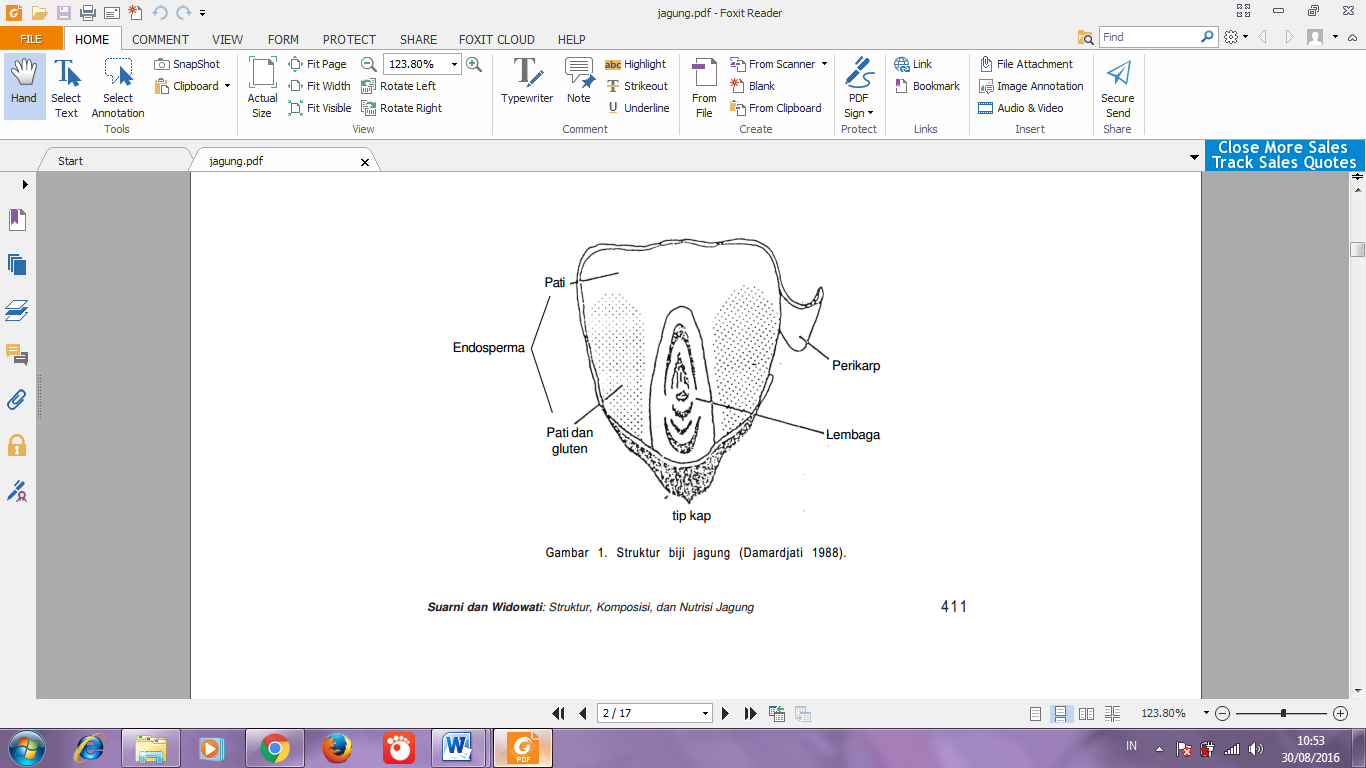 jagung.pdf - Foxit Reader
FILE
HOME
COMMENT
VIEW
FORM
PROTECT
SHARE
FOXIT CLOUD
HELP
Find
Hand
Select
Text
Select
Annotation
SnapShot
Clipboard
Tools
Actual
Size
Fit Page
Fit Width
Fit Visible
123.80%
Rotate Left
Rotate Right
View
Typewriter
Note
abc Highlight
Strikeout
U Underline
Comment
From
File
From Scanner
Blank
From Clipboard
Create
PDF
Sign
Protect
Link
Bookmark
Links
File Attachment
Image Annotation
Audio & Video
Insert
Secure
Send
Share
Start
jagung.pdf
Close More Sales
Track Sales Quotes
Pati
Endosperma
Perikarp
Pati dan
gluten
Lembaga
tip kap
Gambar 1. Struktur biji jagung (Damardjati 1988).
Suarni dan Widowati: Struktur, Komposisi, dan Nutrisi Jagung 411
2 / 17
123.80%
PDF
IN
10:53
30/08/2016